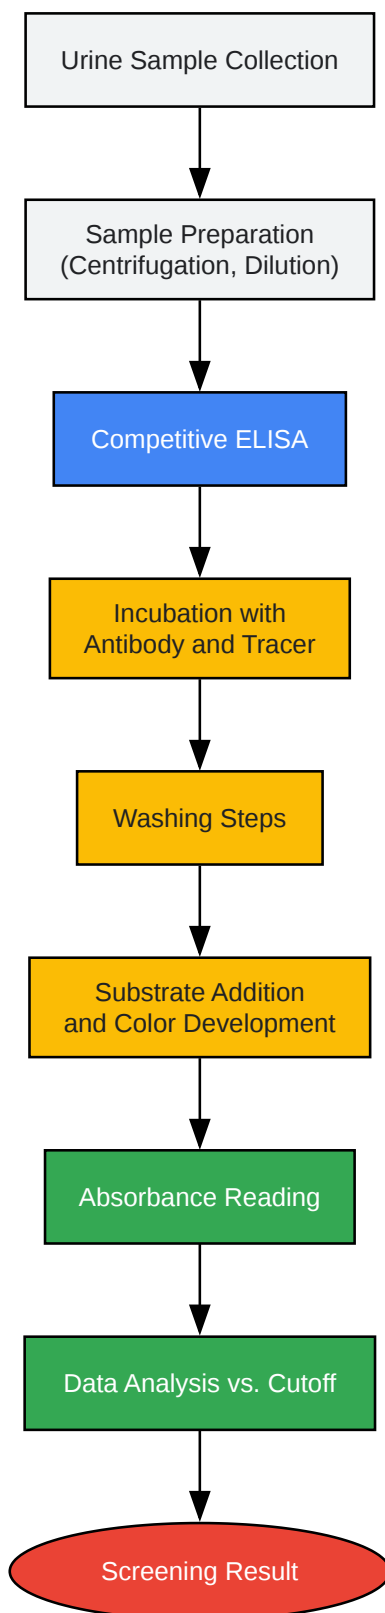 Urine Sample Collection
Sample Preparation
(Centrifugation, Dilution)
Competitive ELISA
Incubation with
Antibody and Tracer
Washing Steps
Substrate Addition
and Color Development
Absorbance Reading
Data Analysis vs. Cutoff
Screening Result